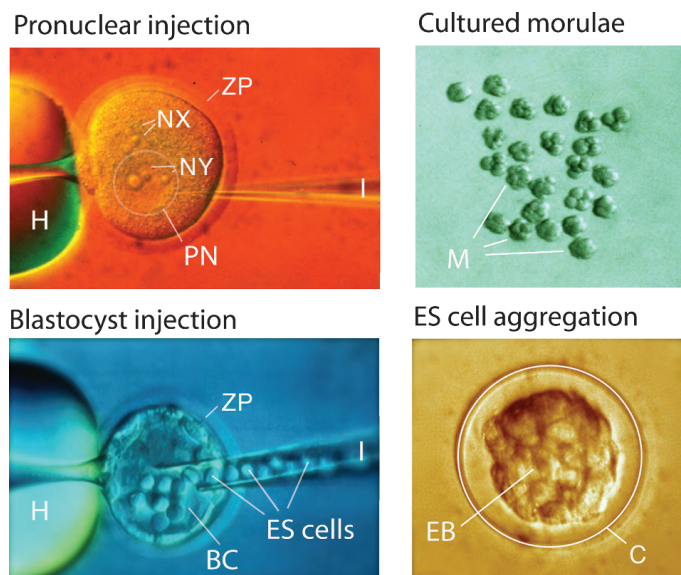 Pronuclear injection
ZP
NX
NY
H
I
PN
Cultured morulae
M
Blastocyst injection
ZP
I
H
ES cells
BC
ES cell aggregation
EB
C